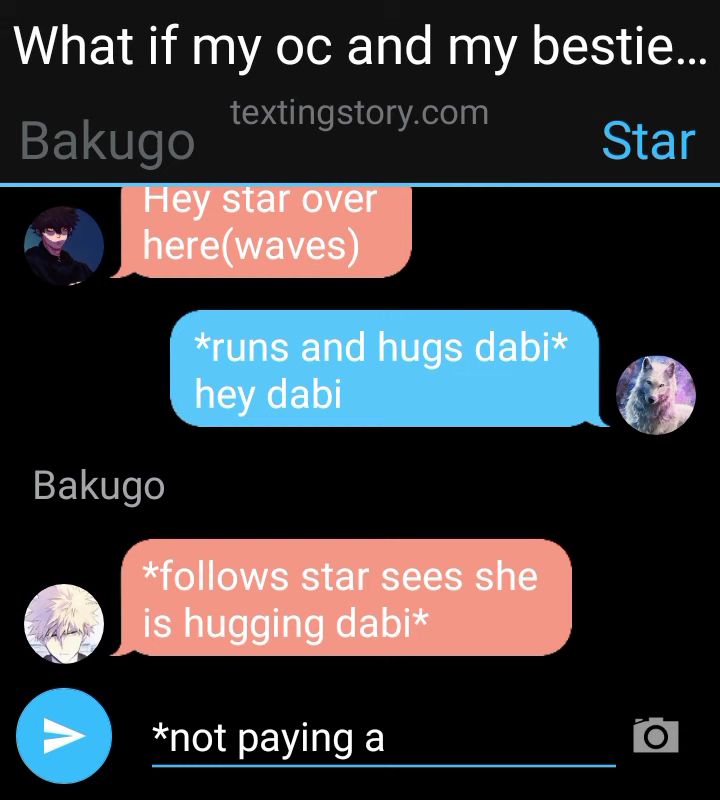 What if my oc and my bestie…
textingstory.com
Bakugo
Star
Hey star over
here(waves)
*runs and hugs dabi*
hey dabi
Bakugo
*follows star sees she
is hugging dabi*
*not paying a